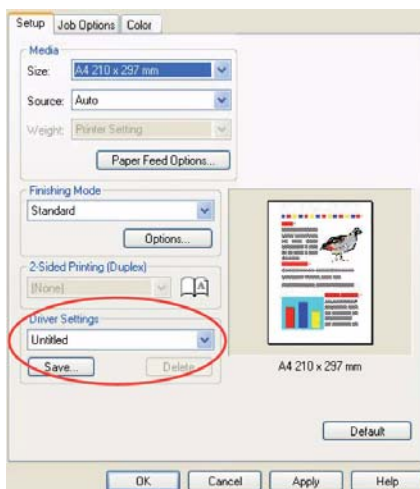 Setup Job Options Color
Media
Size: A4 210 x 297 mm
Source: Auto
Weight: Printer Setting
Paper Feed Options...
Finishing Mode
Standard
Options...
2-Sided Printing (Duplex)
(None)
A
Driver Settings
Untitled
Save... Delete
A4 210 x 297 mm
Default
OK Cancel Apply Help